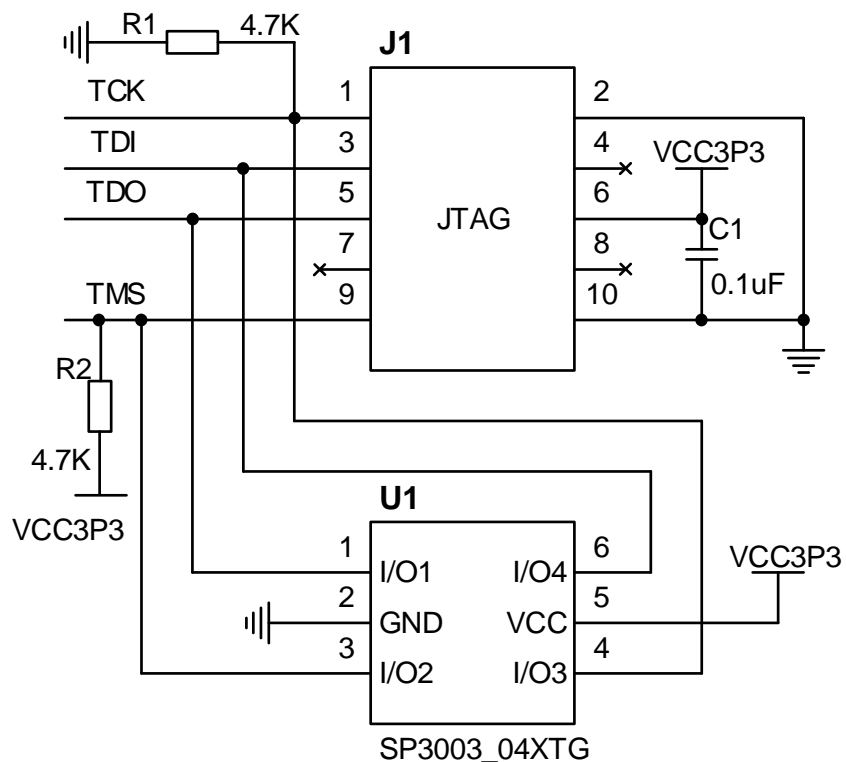 R1
4.7K
J1
TCK
1
2
TDI
3
4
VCC3P3
TDO
5
JTAG
6
C1
7
8
0.1uF
TMS
9
10
R2
4.7K
VCC3P3
U1
1
I/O1
I/O4
6
VCC3P3
2
GND
VCC
5
3
I/O2
I/O3
4
SP3003_04XTG